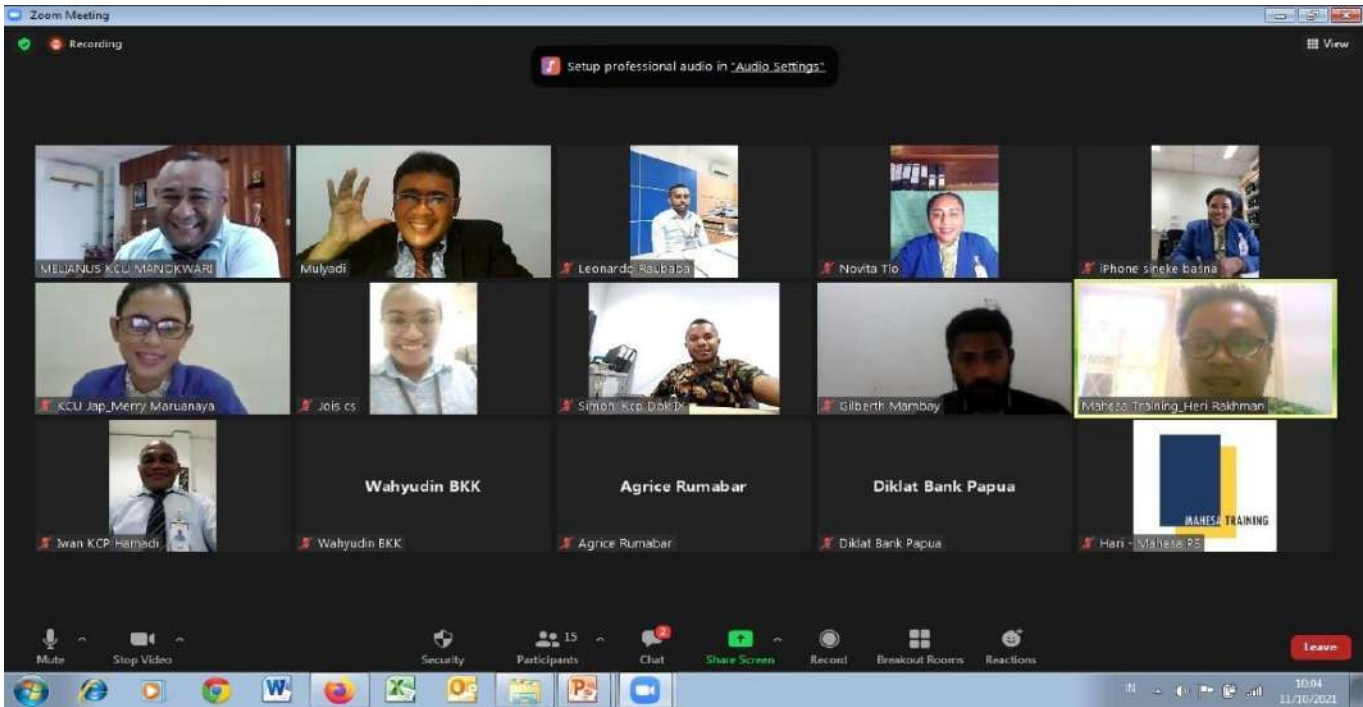 Zoom Meeting
Recording
View
Setup professional audio in "Audio Settings"
MELIANUS KCU MANOKWARI
Mulyadi
Leonardo Raubaba
Novita Tlo
iPhone sineke basna
KCU Jap_Merry Maruanaya
Jois cs
Simon Kcp Dok IX
Gilberth Mambay
Mahesa Training_Heri Rakhman
Iwan KCP Hamadi
Wahyudin BKK
Wahyudin BKK
Agrice Rumabar
Agrice Rumabar
Diklat Bank Papua
Diklat Bank Papua
MAHESA TRAINING
Hari - Mahesa PS
Mute
Stop Video
Security
Participants
15
Chat
2
Share Screen
Record
Breakout Rooms
Reactions
Leave
IN
10:04
11/10/2021